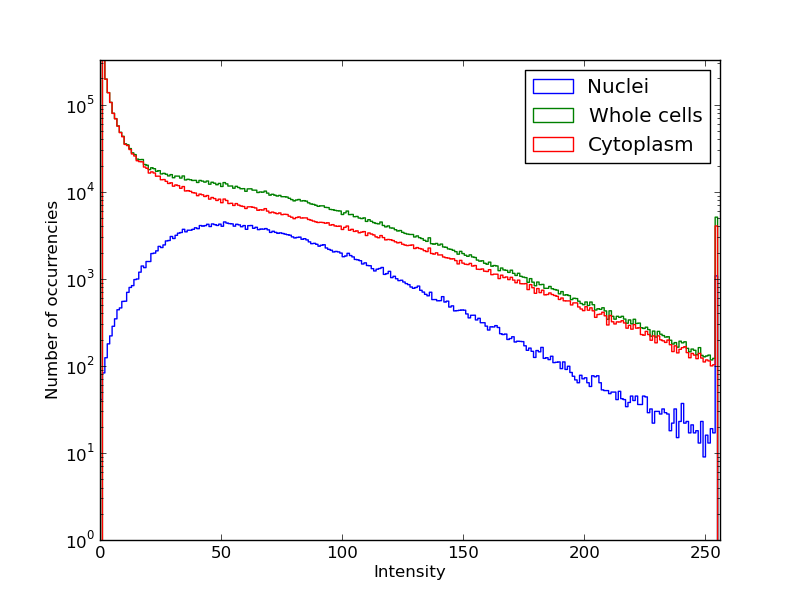 Nuclei
Whole cells
Cytoplasm
Number of occurrencies
10^5
10^4
10^3
10^2
10^1
10^0
0 50 100 150 200 250
Intensity